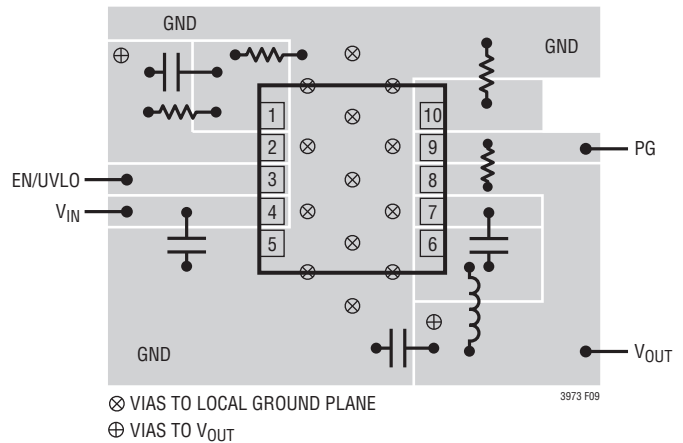 GND
GND
1
10
2
9
PG
EN/UVLO
3
8
VIN
4
7
5
6
GND
VOUT
⊗ VIAS TO LOCAL GROUND PLANE
3973 F09
⊕ VIAS TO VOUT